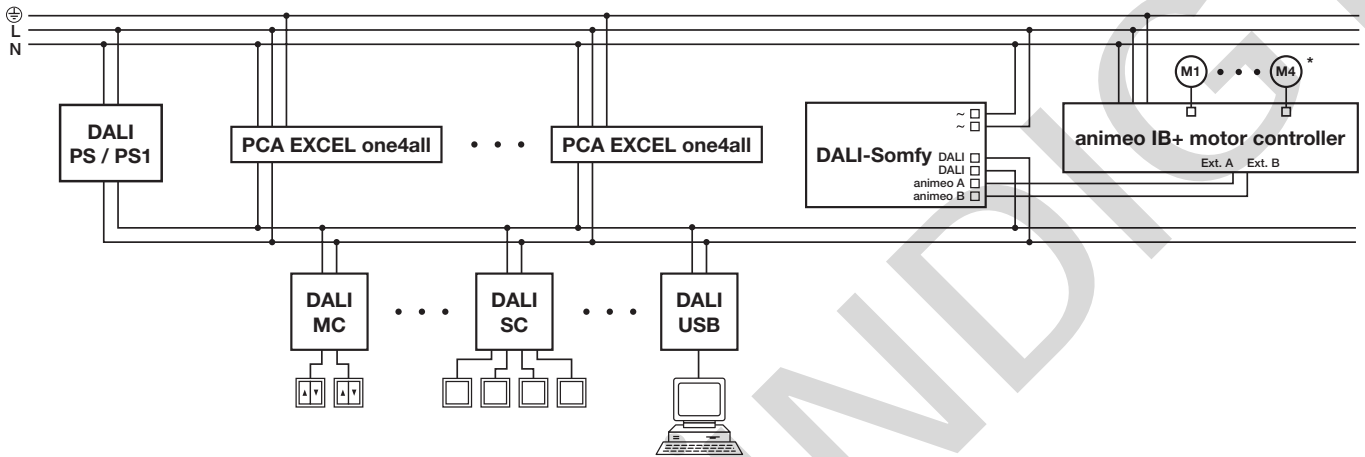 L
N
DALI
PS / PS1
PCA EXCEL one4all
PCA EXCEL one4all
DALI-Somfy
~
~
DALI
DALI
animeo A
animeo B
M1
M4 *
animeo IB+ motor controller
Ext. A Ext. B
DALI
MC
DALI
SC
DALI
USB